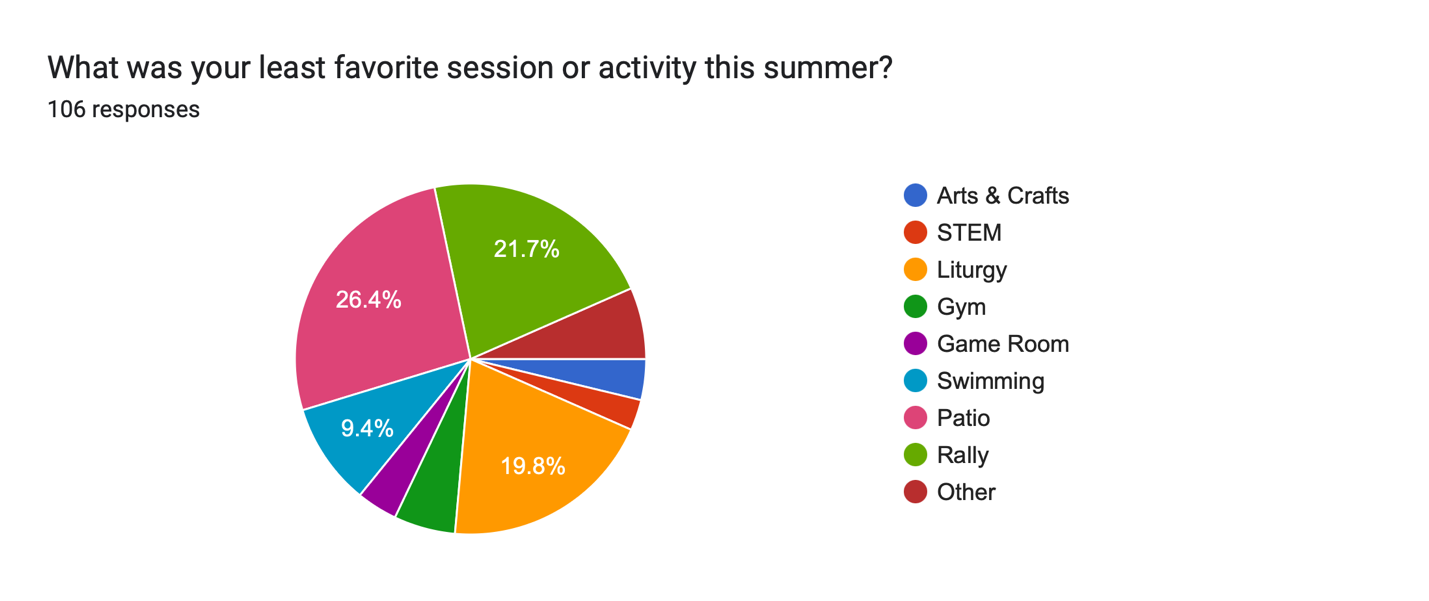 What was your least favorite session or activity this summer?
106 responses
21.7%
26.4%
9.4%
19.8%
Arts & Crafts
STEM
Liturgy
Gym
Game Room
Swimming
Patio
Rally
Other